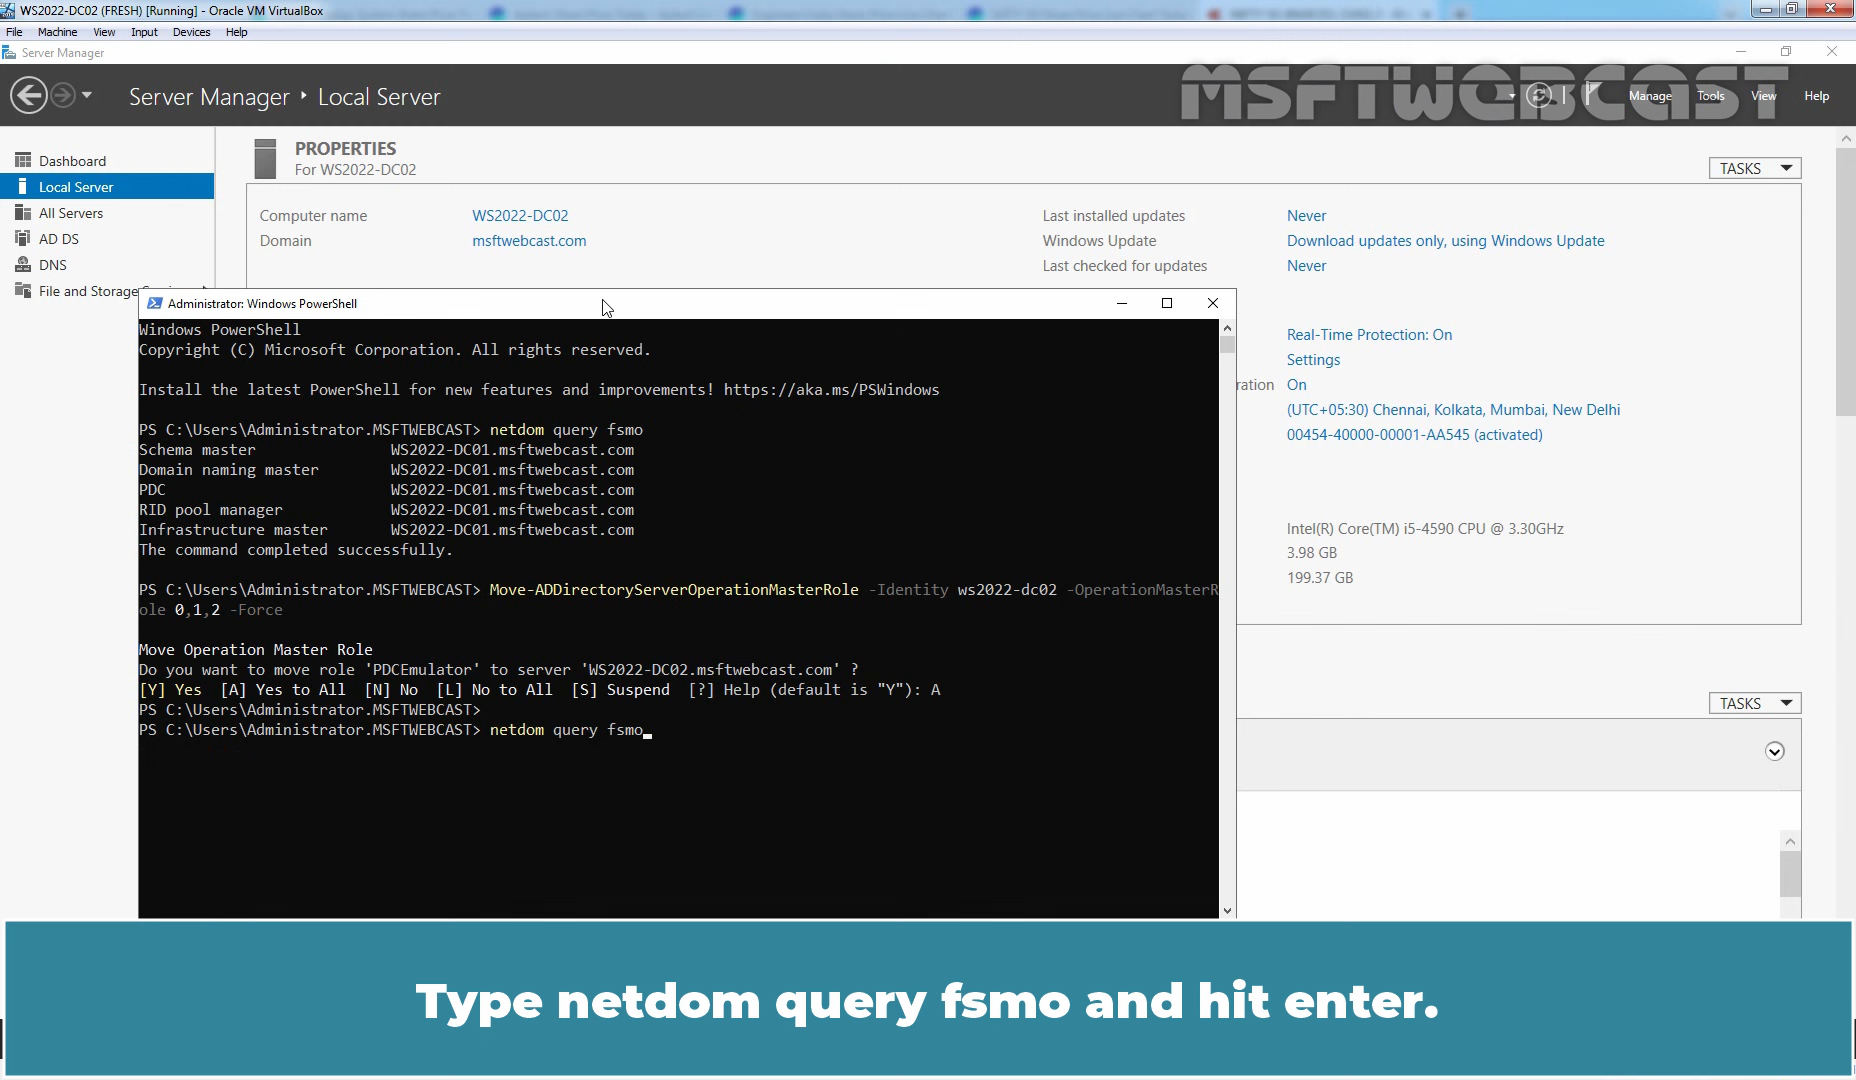 WS2022-DC02 (FRESH) [Running] - Oracle VM VirtualBox
File Machine View Input Devices Help
Server Manager
Server Manager ‣ Local Server
MSFTWEBCAST
Manage Tools View Help
Dashboard
Local Server
All Servers
AD DS
DNS
File and Storage
PROPERTIES
For WS2022-DC02
TASKS
Computer name WS2022-DC02
Domain msftwebcast.com
Last installed updates Never
Windows Update Download updates only, using Windows Update
Last checked for updates Never
Real-Time Protection: On
Settings
ration On
(UTC+05:30) Chennai, Kolkata, Mumbai, New Delhi
00454-40000-00001-AA545 (activated)
Intel(R) Core(TM) i5-4590 CPU @ 3.30GHz
3.98 GB
199.37 GB
TASKS
Administrator: Windows PowerShell
Windows PowerShell
Copyright (C) Microsoft Corporation. All rights reserved.
Install the latest PowerShell for new features and improvements! https://aka.ms/PSWindows
PS C:\Users\Administrator.MSFTWEBCAST> netdom query fsmo
Schema master WS2022-DC01.msftwebcast.com
Domain naming master WS2022-DC01.msftwebcast.com
PDC WS2022-DC01.msftwebcast.com
RID pool manager WS2022-DC01.msftwebcast.com
Infrastructure master WS2022-DC01.msftwebcast.com
The command completed successfully.
PS C:\Users\Administrator.MSFTWEBCAST> Move-ADDirectoryServerOperationMasterRole -Identity ws2022-dc02 -OperationMasterR
ole 0,1,2 -Force
Move Operation Master Role
Do you want to move role 'PDCEmulator' to server 'WS2022-DC02.msftwebcast.com' ?
[Y] Yes [A] Yes to All [N] No [L] No to All [S] Suspend [?] Help (default is "Y"): A
PS C:\Users\Administrator.MSFTWEBCAST>
PS C:\Users\Administrator.MSFTWEBCAST> netdom query fsmo
Type netdom query fsmo and hit enter.